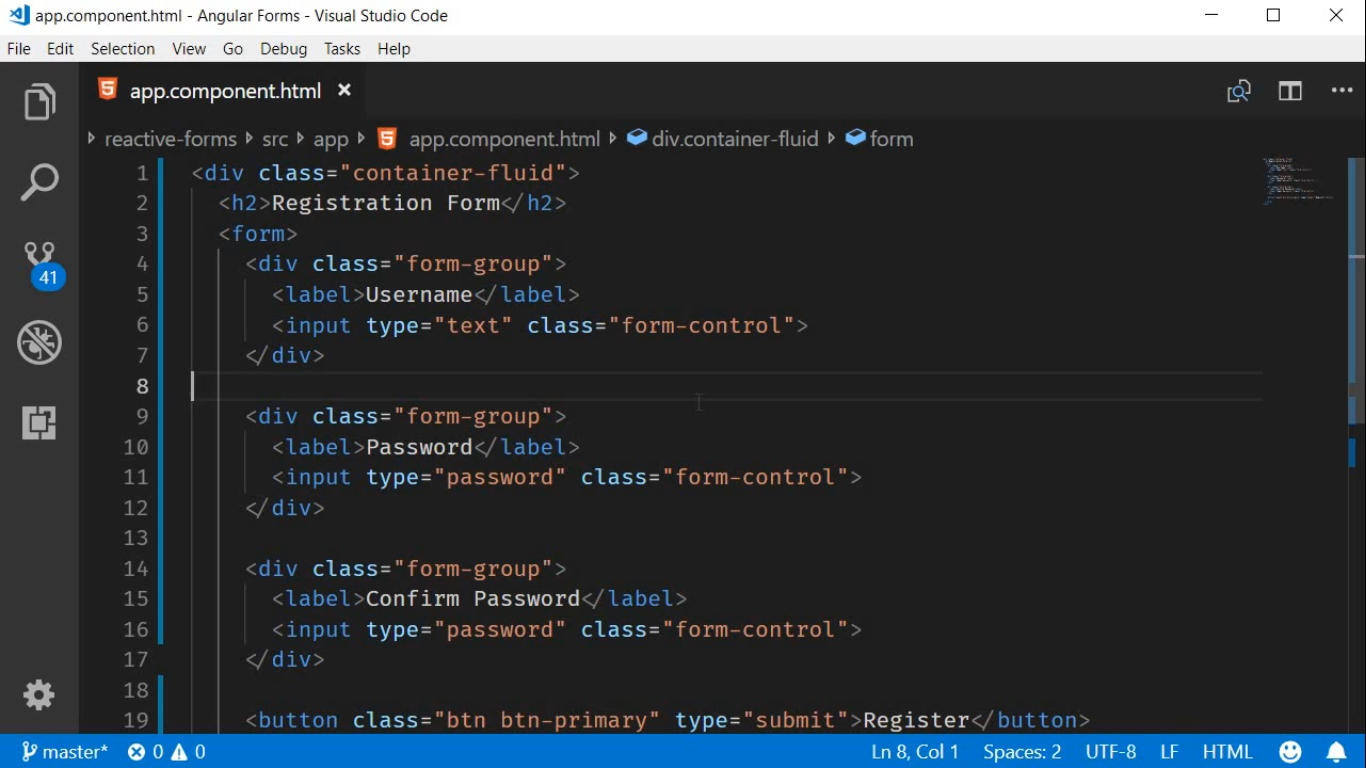 app.component.html - Angular Forms - Visual Studio Code
File Edit Selection View Go Debug Tasks Help
app.component.html
reactive-forms src app app.component.html div.container-fluid form
1 <div class="container-fluid">
2 <h2>Registration Form</h2>
3 <form>
4 <div class="form-group">
5 <label>Username</label>
6 <input type="text" class="form-control">
7 </div>
8
9 <div class="form-group">
10 <label>Password</label>
11 <input type="password" class="form-control">
12 </div>
13
14 <div class="form-group">
15 <label>Confirm Password</label>
16 <input type="password" class="form-control">
17 </div>
18
19 <button class="btn btn-primary" type="submit">Register</button>
41
master* 0 0 Ln 8, Col 1 Spaces: 2 UTF-8 LF HTML